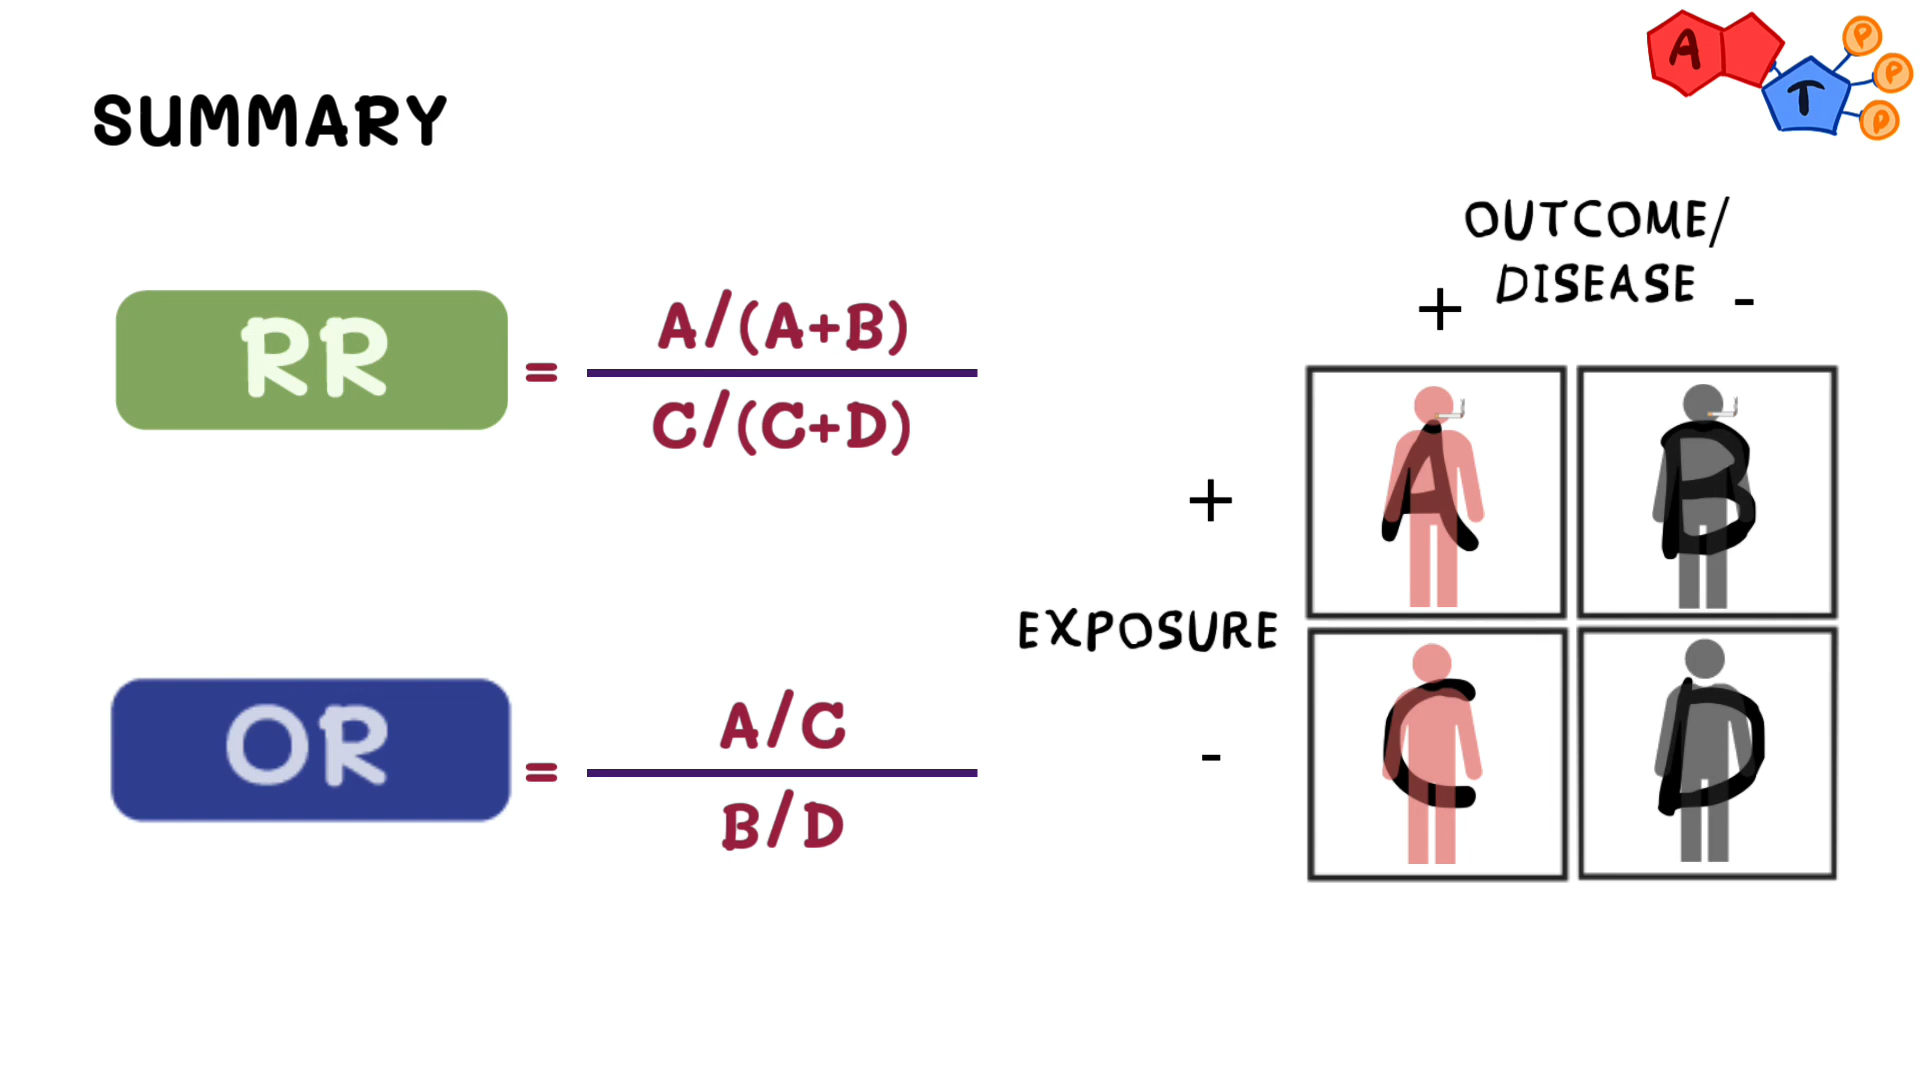 SUMMARY
A T P P P
OUTCOME/
DISEASE
+ -
RR = A/(A+B)
C/(C+D)
+
A B
EXPOSURE
OR = A/C
B/D
-
C D